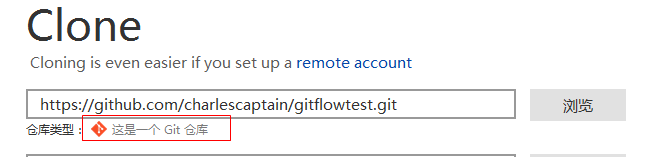 Clone
Cloning is even easier if you set up a remote account
https://github.com/charlescaptain/gitflowtest.git 浏览
仓库类型： 这是一个 Git 仓库